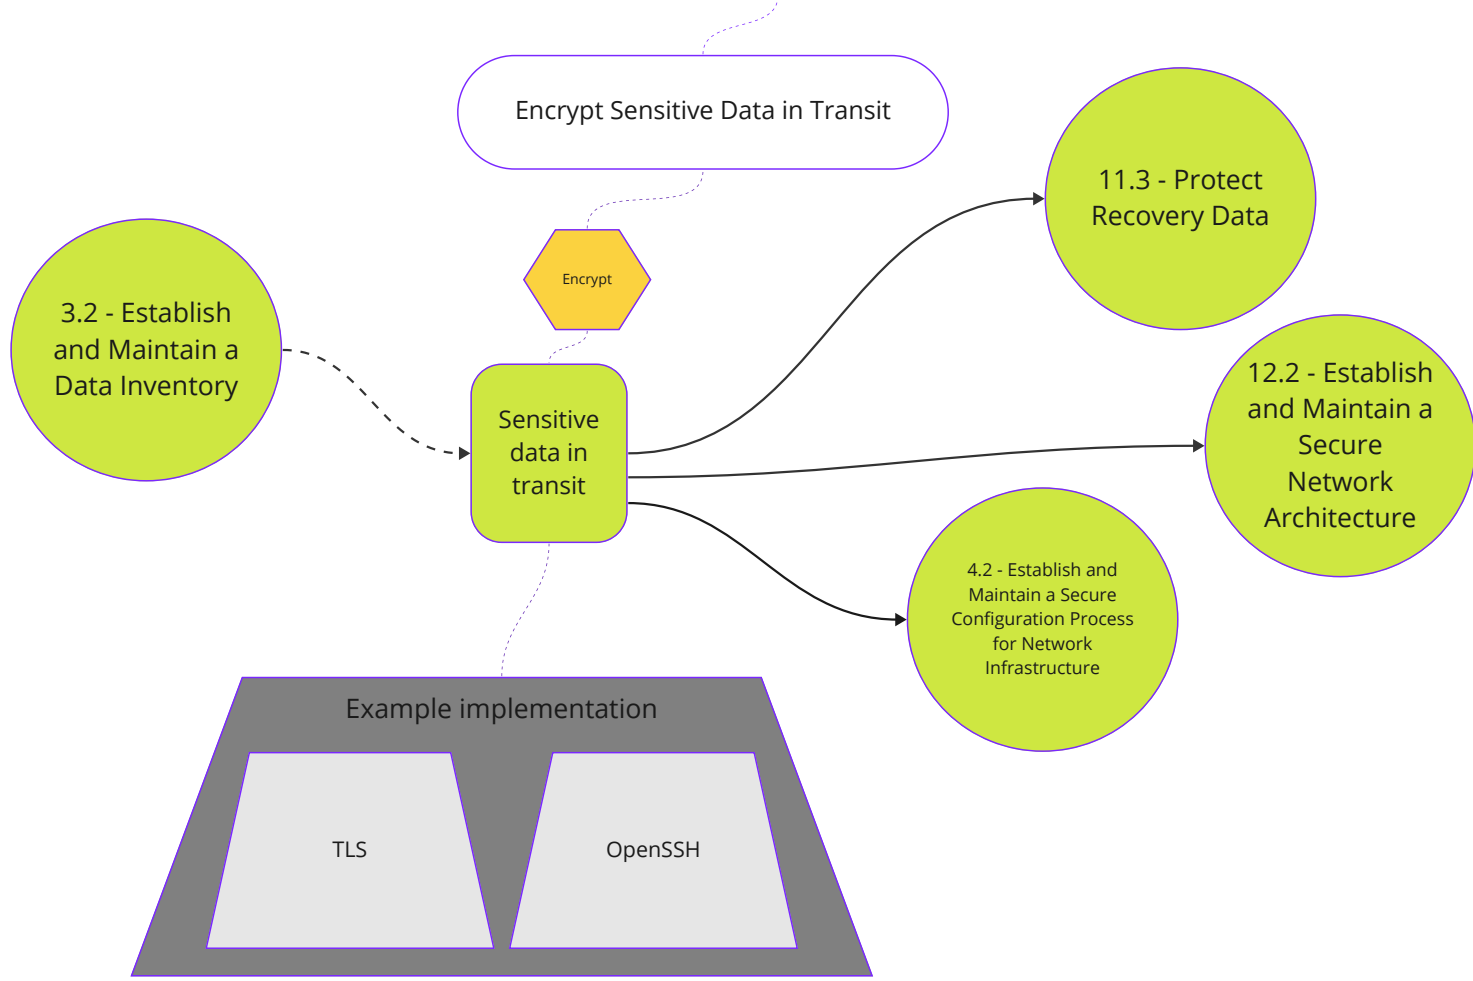 Encrypt Sensitive Data in Transit
11.3 - Protect
Recovery Data
Encrypt
3.2 - Establish
and Maintain a
Data Inventory
12.2 - Establish
and Maintain a
Secure
Network
Architecture
Sensitive
data in
transit
4.2 - Establish and
Maintain a Secure
Configuration Process
for Network
Infrastructure
Example implementation
TLS
OpenSSH